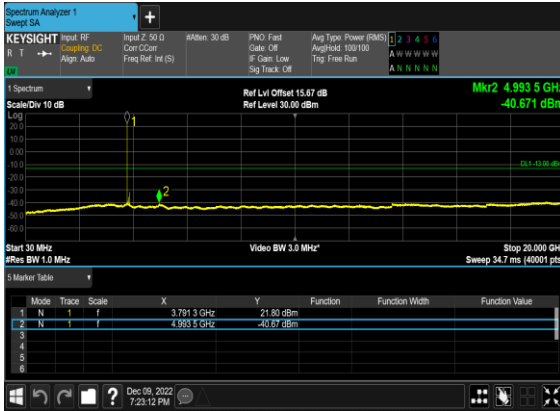 Spectrum Analyzer 1
Swept SA
+
KEYSIGHT Input: RF Input Z: 50 Ω #Atten: 30 dB PNO: Fast Avg Type: Power (RMS) 1 2 3 4 5 6
R T Coupling: DC Corr CCorr Gate: Off Avg|Hold: 100/100 A W W W W W
Align: Auto Freq Ref: Int (S) IF Gain: Low Trig: Free Run
Sig Track: Off A N N N N N
1 Spectrum Ref Lvl Offset 15.67 dB Mkr2 4.993 5 GHz
Scale/Div 10 dB Ref Level 30.00 dBm -40.671 dBm
Log
1
20.0
10.0
0.00
-10.0
DL1 -13.00 dBm
-20.0
-30.0
2
-40.0
-50.0
-60.0
Start 30 MHz Video BW 3.0 MHz* Stop 20.000 GHz
#Res BW 1.0 MHz Sweep 34.7 ms (40001 pts)
5 Marker Table
Mode Trace Scale X Y Function Function Width Function Value
1 N 1 f 3.791 3 GHz 21.80 dBm
2 N 1 f 4.993 5 GHz -40.67 dBm
3
4
5
6
Dec 09, 2022
7:23:12 PM